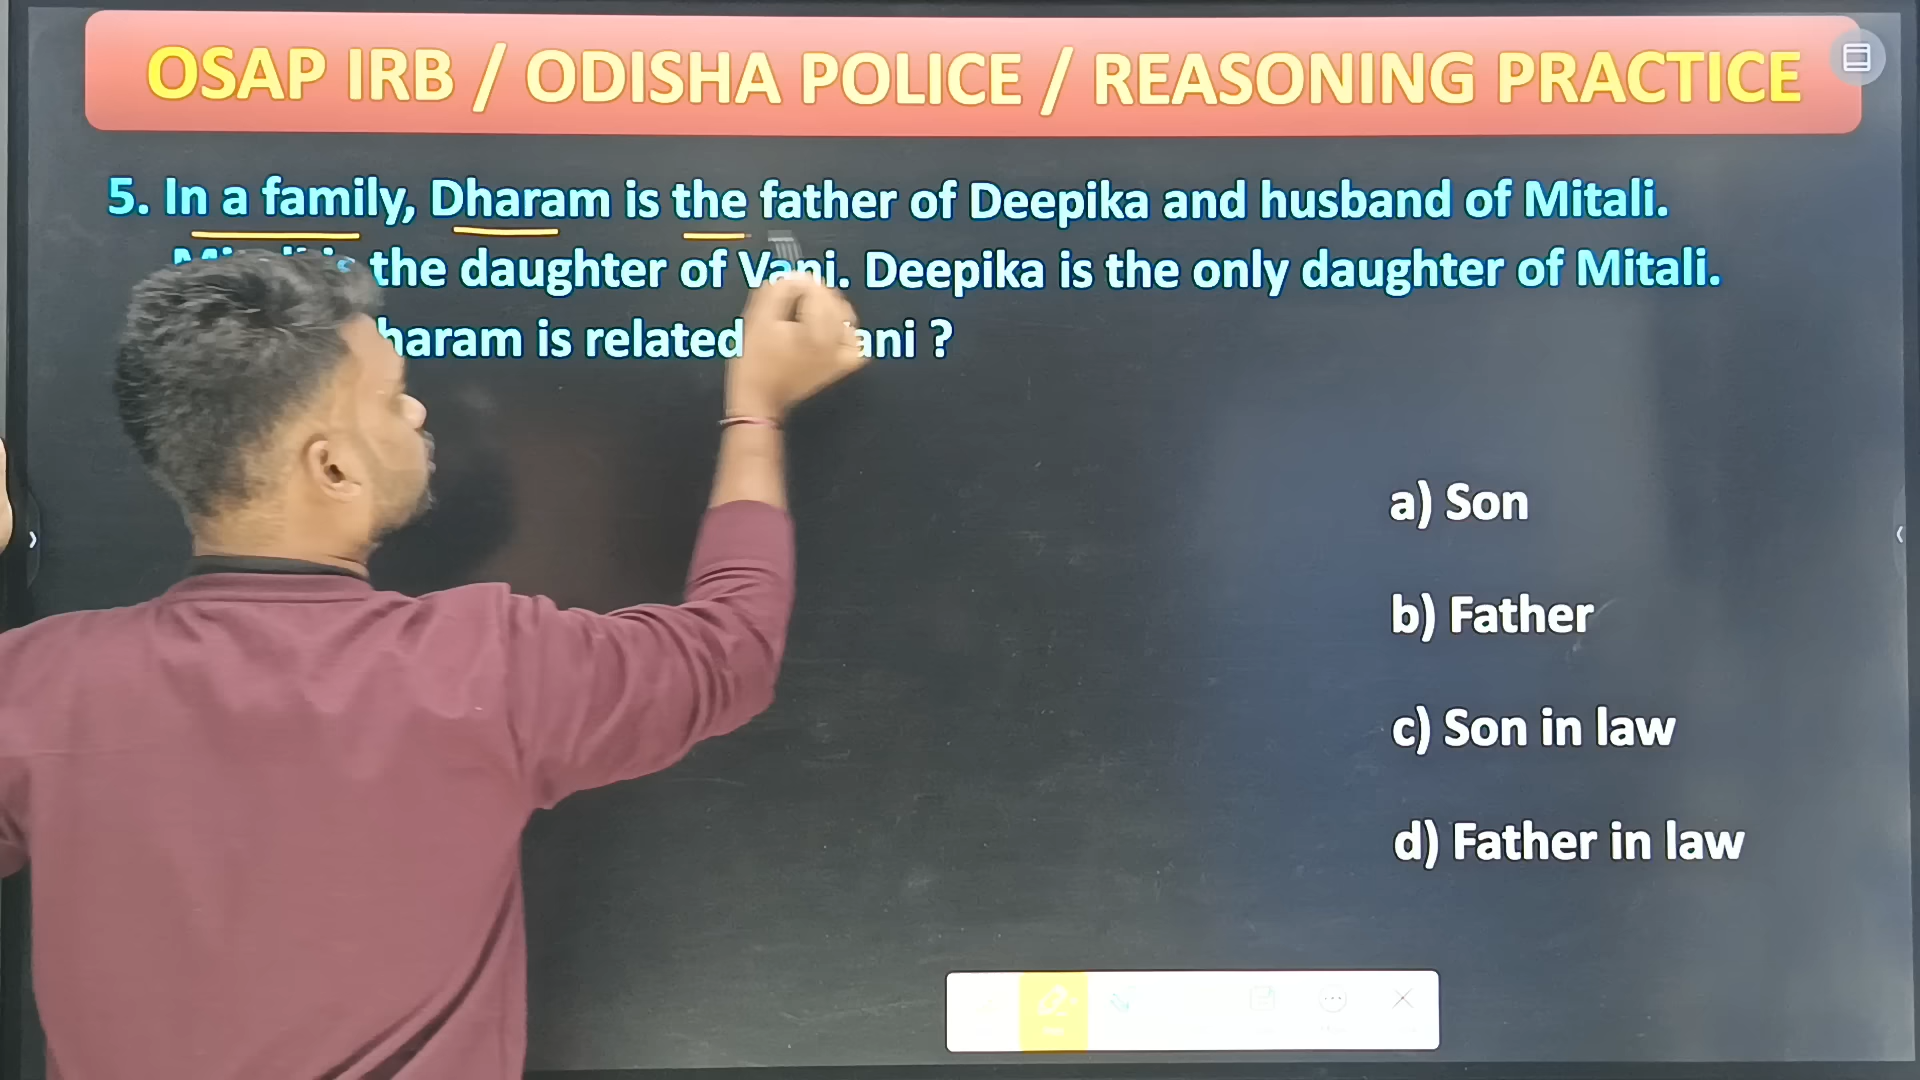 OSAP IRB / ODISHA POLICE / REASONING PRACTICE
5. In a family, Dharam is the father of Deepika and husband of Mitali.
the daughter of Vani. Deepika is the only daughter of Mitali.
is related ?
a) Son
b) Father
c) Son in law
d) Father in law